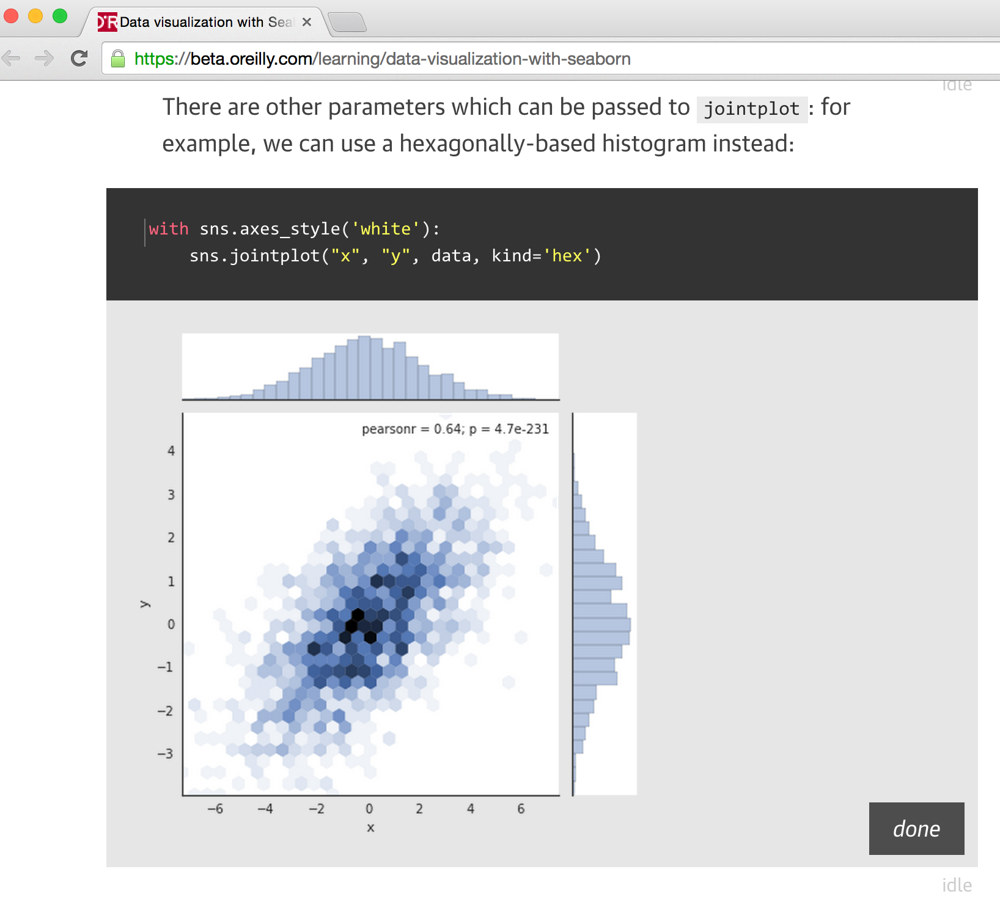 Data visualization with Sea
https://beta.oreilly.com/learning/data-visualization-with-seaborn
idle
There are other parameters which can be passed to jointplot: for
example, we can use a hexagonally-based histogram instead:
with sns.axes_style('white'):
    sns.jointplot("x", "y", data, kind='hex')
pearsonr = 0.64; p = 4.7e-231
4
3
2
1
y
0
−1
−2
−3
−6 −4 −2 0 2 4 6
x
done
idle